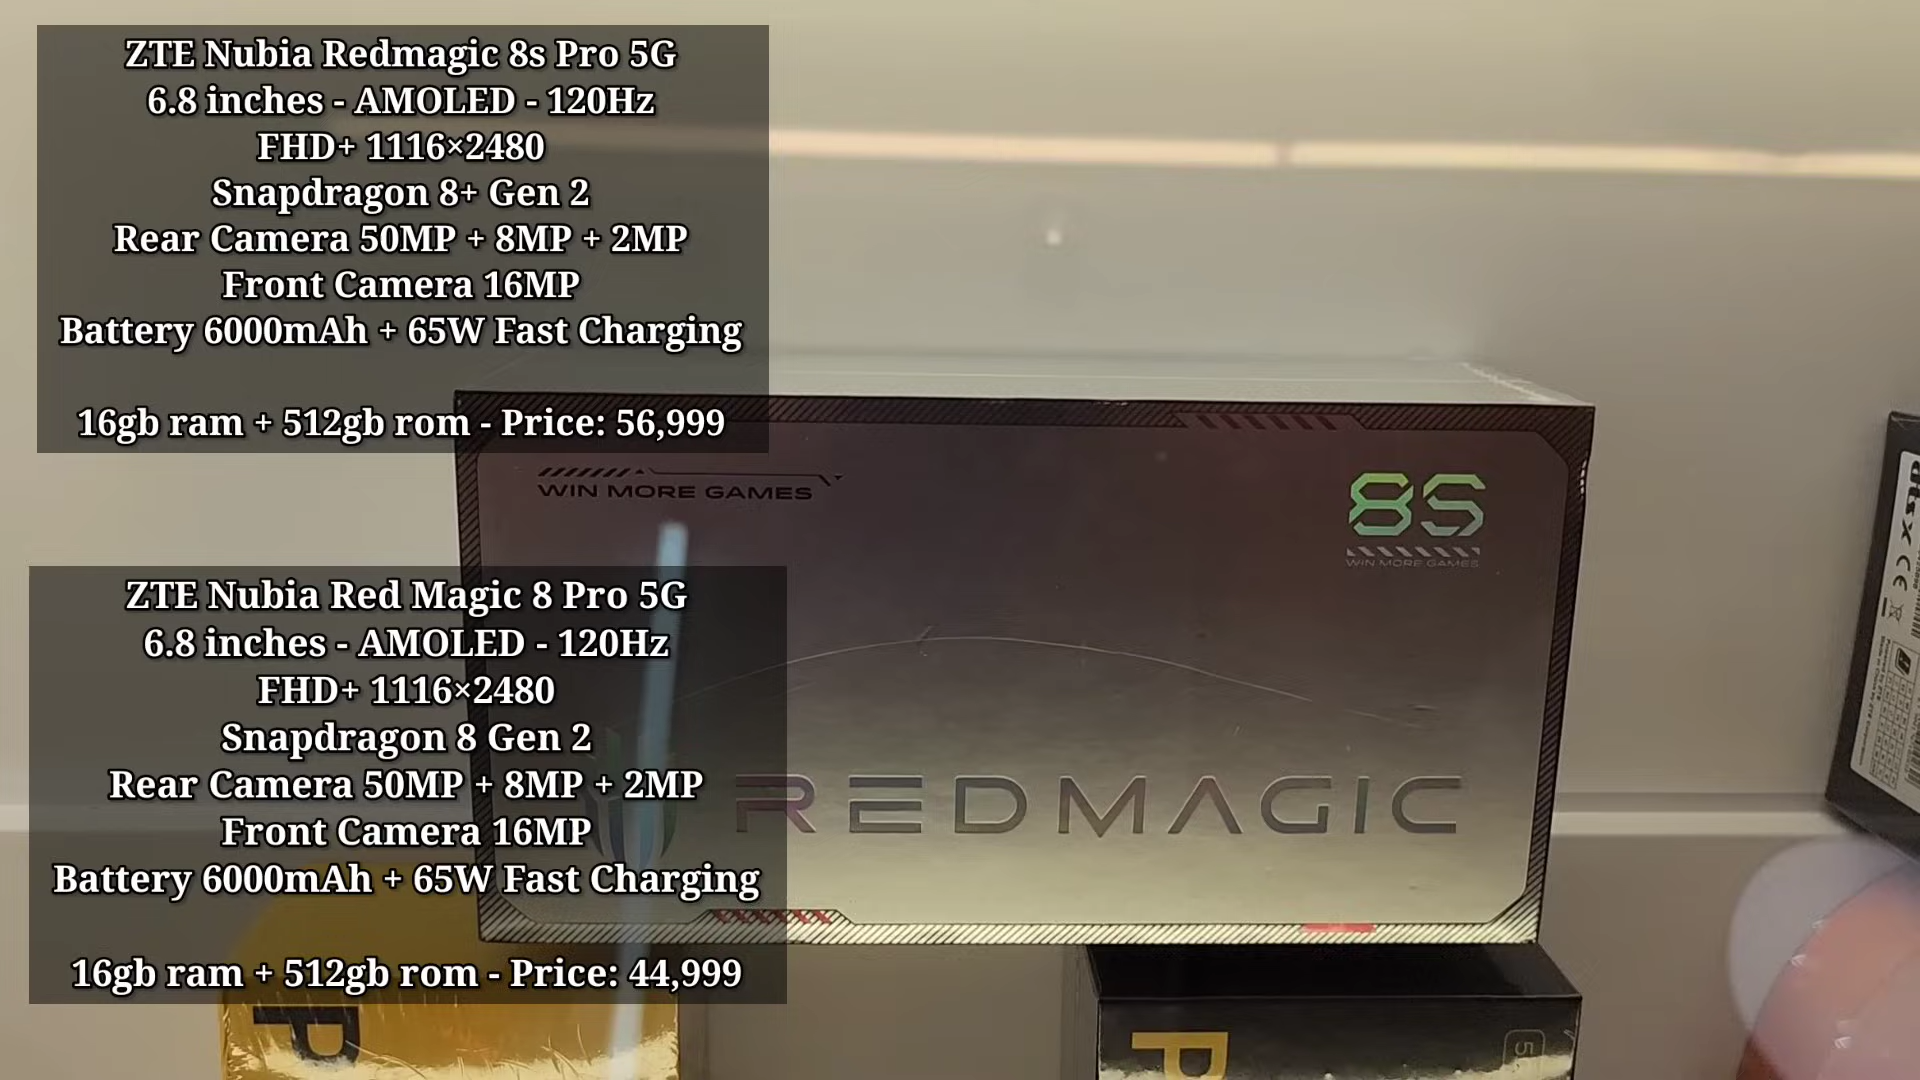 ZTE Nubia Redmagic 8s Pro 5G
6.8 inches - AMOLED - 120Hz
FHD+ 1116×2480
Snapdragon 8+ Gen 2
Rear Camera 50MP + 8MP + 2MP
Front Camera 16MP
Battery 6000mAh + 65W Fast Charging
16gb ram + 512gb rom - Price: 56,999
WIN MORE GAMES
8S
WIN MORE GAMES
ZTE Nubia Red Magic 8 Pro 5G
6.8 inches - AMOLED - 120Hz
FHD+ 1116×2480
Snapdragon 8 Gen 2
Rear Camera 50MP + 8MP + 2MP
Front Camera 16MP
Battery 6000mAh + 65W Fast Charging
16gb ram + 512gb rom - Price: 44,999
REDMAGIC
P
P
5